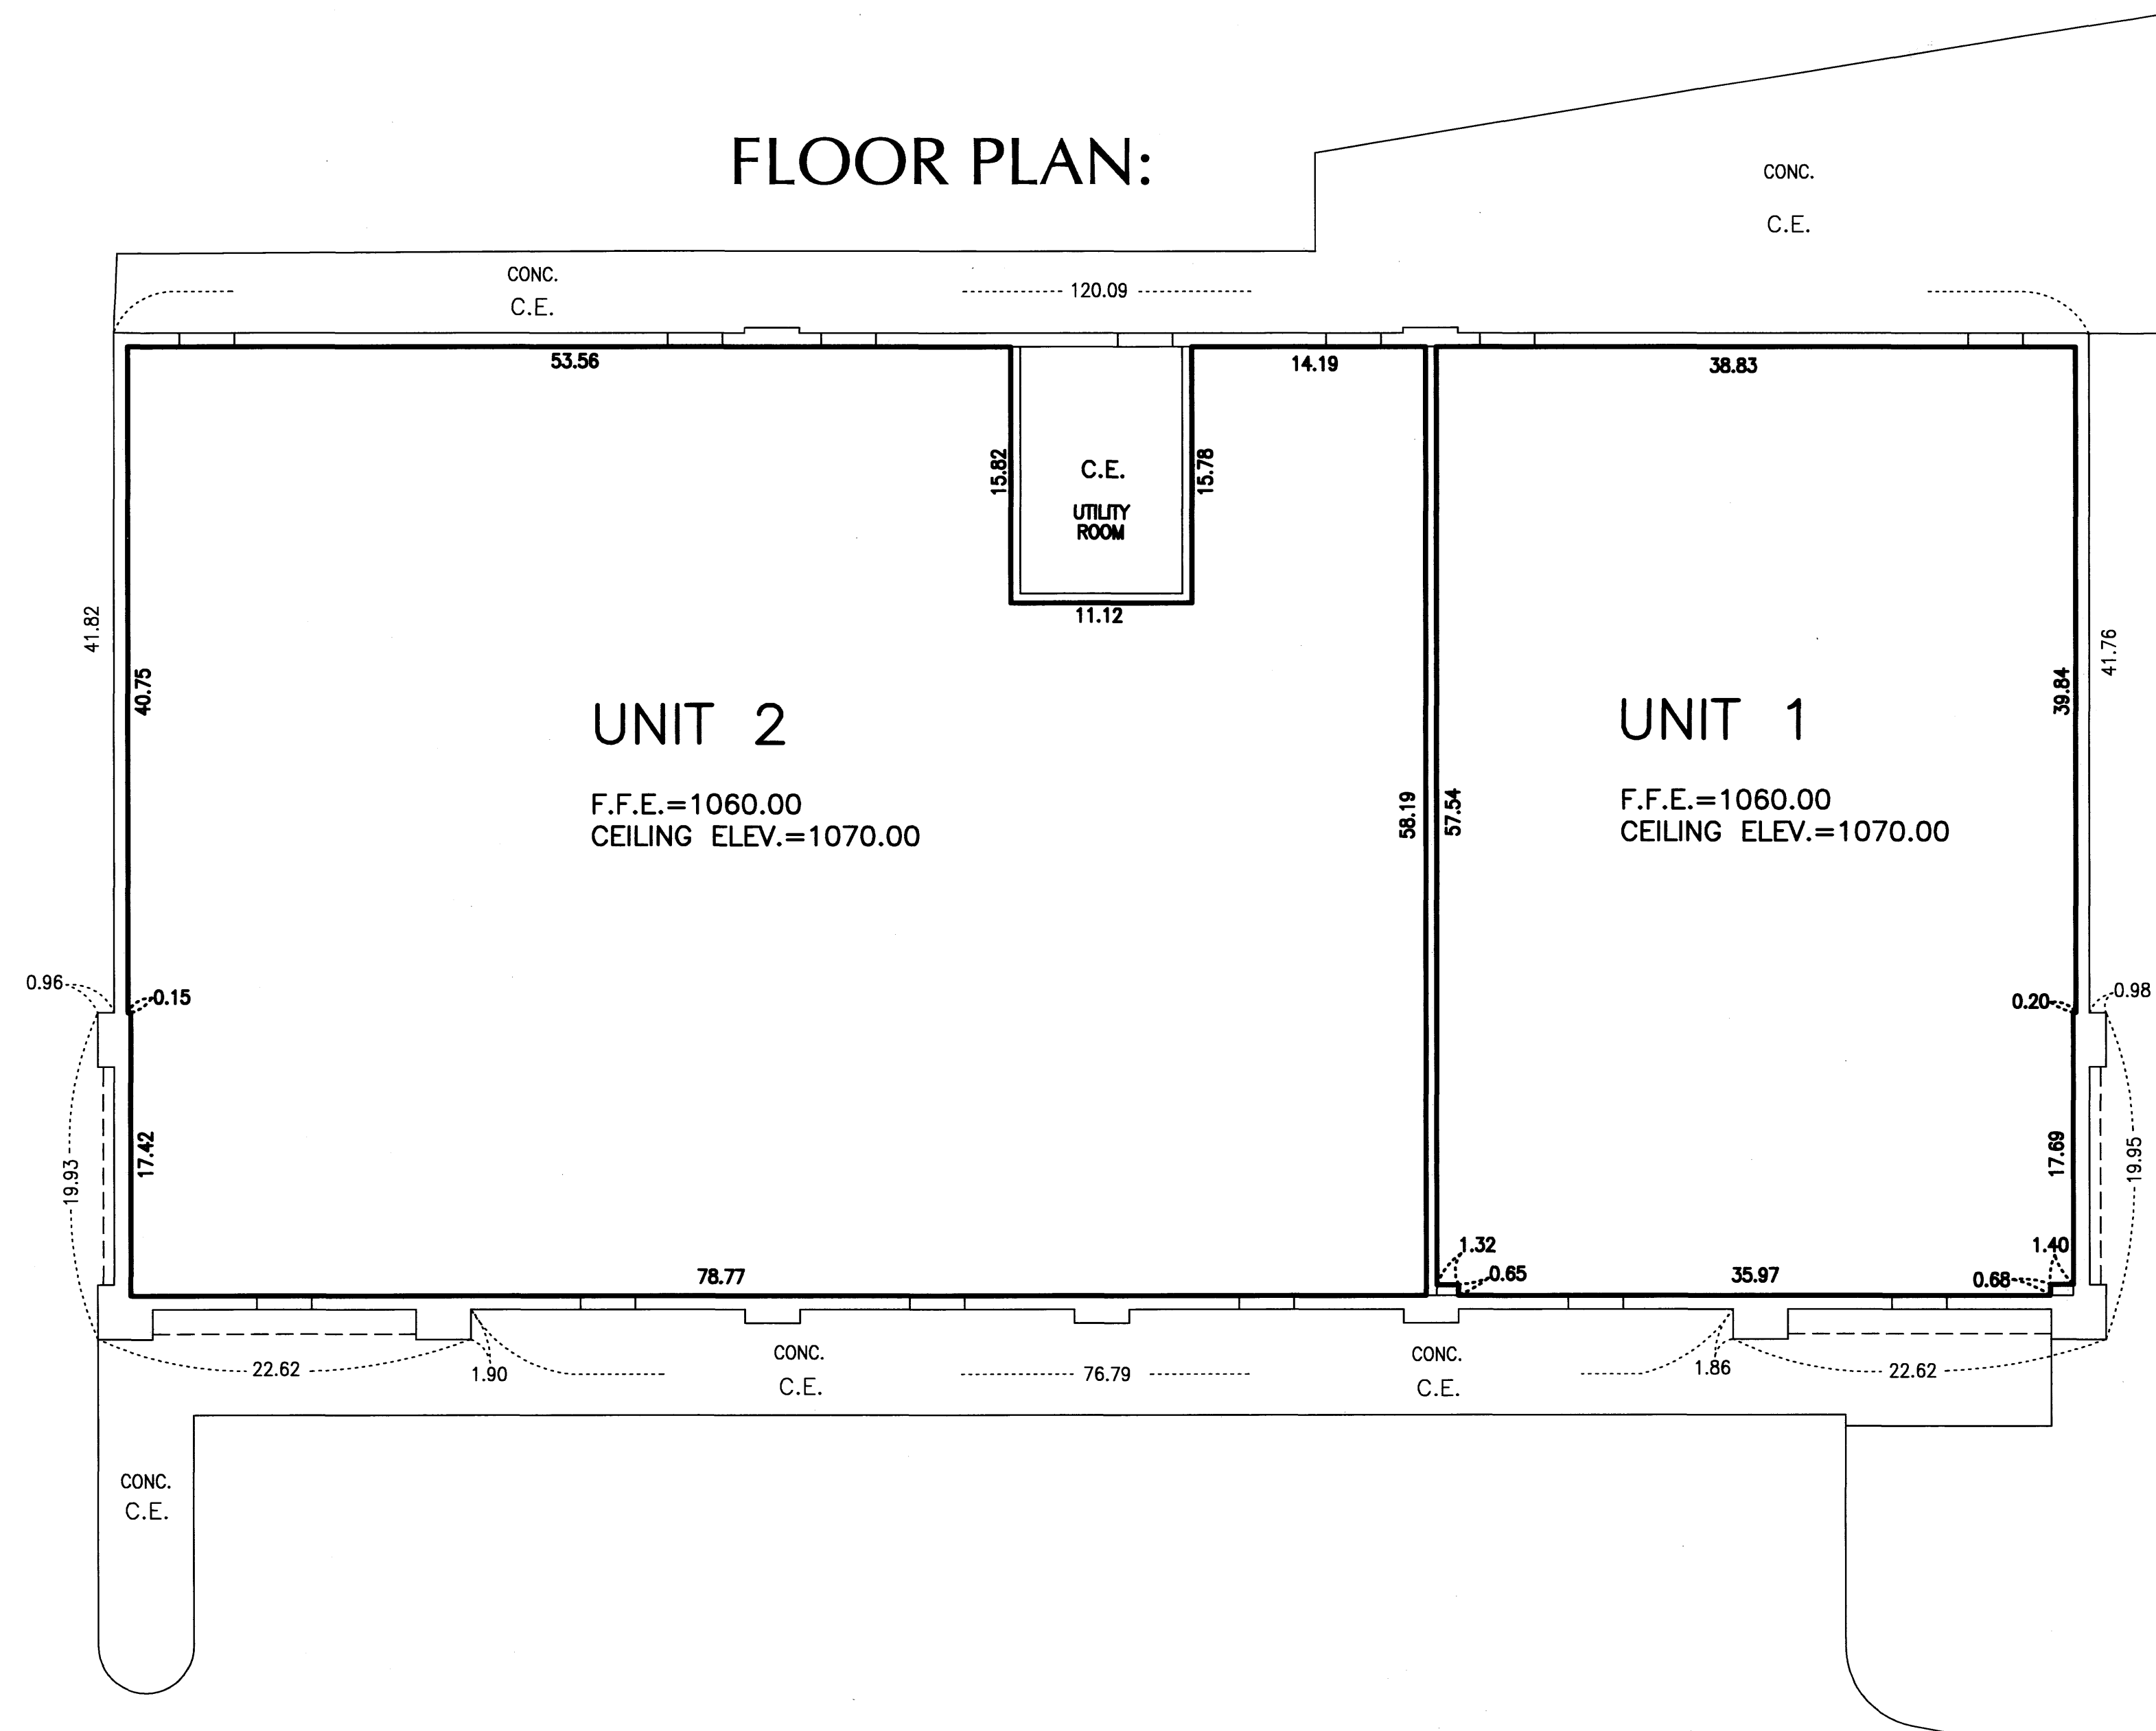 FLOOR PLAN:
CONC.
C.E.
CONC.
C.E.
120.09
53.56
14.19
38.83
15.82
C.E.
UTILITY
ROOM
15.78
11.12
41.82
40.75
UNIT 2
F.F.E.=1060.00
CEILING ELEV.=1070.00
58.19
57.54
UNIT 1
F.F.E.=1060.00
CEILING ELEV.=1070.00
39.84
41.76
0.96
0.15
0.20
0.98
19.93
17.42
17.69
19.95
78.77
1.32
0.65
35.97
1.40
0.68
22.62
1.90
CONC.
C.E.
76.79
CONC.
C.E.
1.86
22.62
CONC.
C.E.